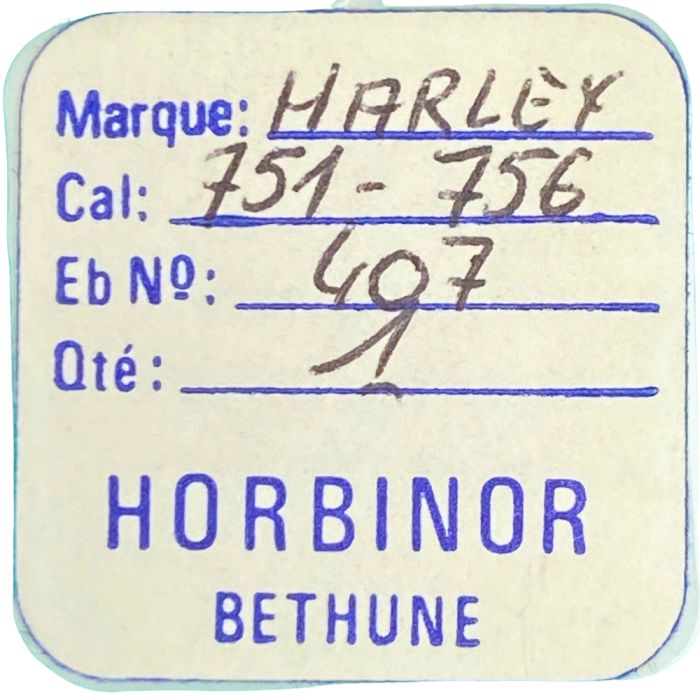 Marque: HARLEY
Cal: 751 - 756
Eb Nº: 407
Qté: 1
HORBINOR
BETHUNE